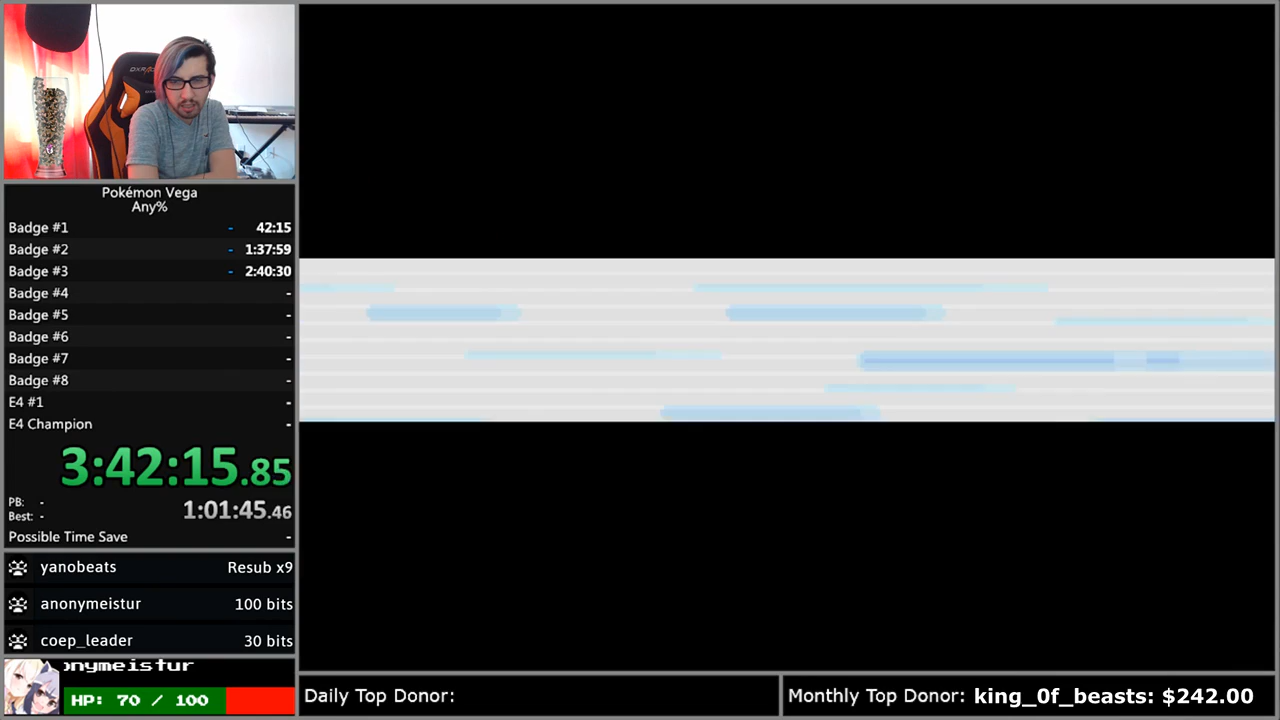 Pokémon Vega
Any%
Badge #1 - 42:15
Badge #2 - 1:37:59
Badge #3 - 2:40:30
Badge #4 -
Badge #5 -
Badge #6 -
Badge #7 -
Badge #8 -
E4 #1 -
E4 Champion -
3:42:15.85
PB: -
Best: -
1:01:45.46
Possible Time Save -
yanobeats Resub x9
anonymeistur 100 bits
coep_leader 30 bits
onymeistur
HP: 70 / 100
Daily Top Donor:
Monthly Top Donor: king_0f_beasts: $242.00